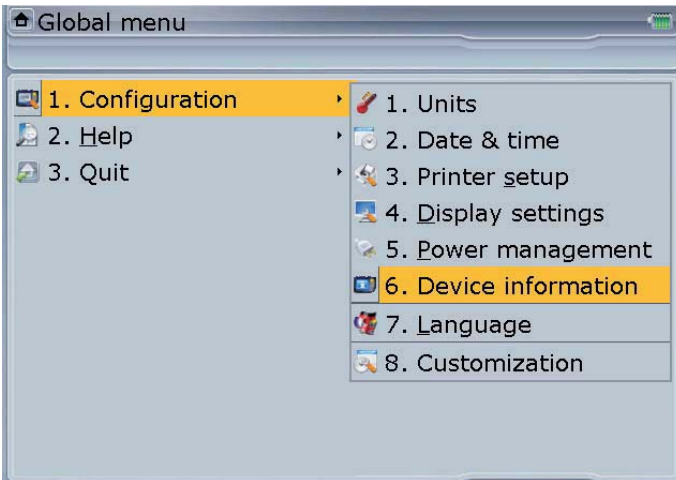 Global menu
1. Configuration
2. Help
3. Quit
1. Units
2. Date & time
3. Printer setup
4. Display settings
5. Power management
6. Device information
7. Language
8. Customization